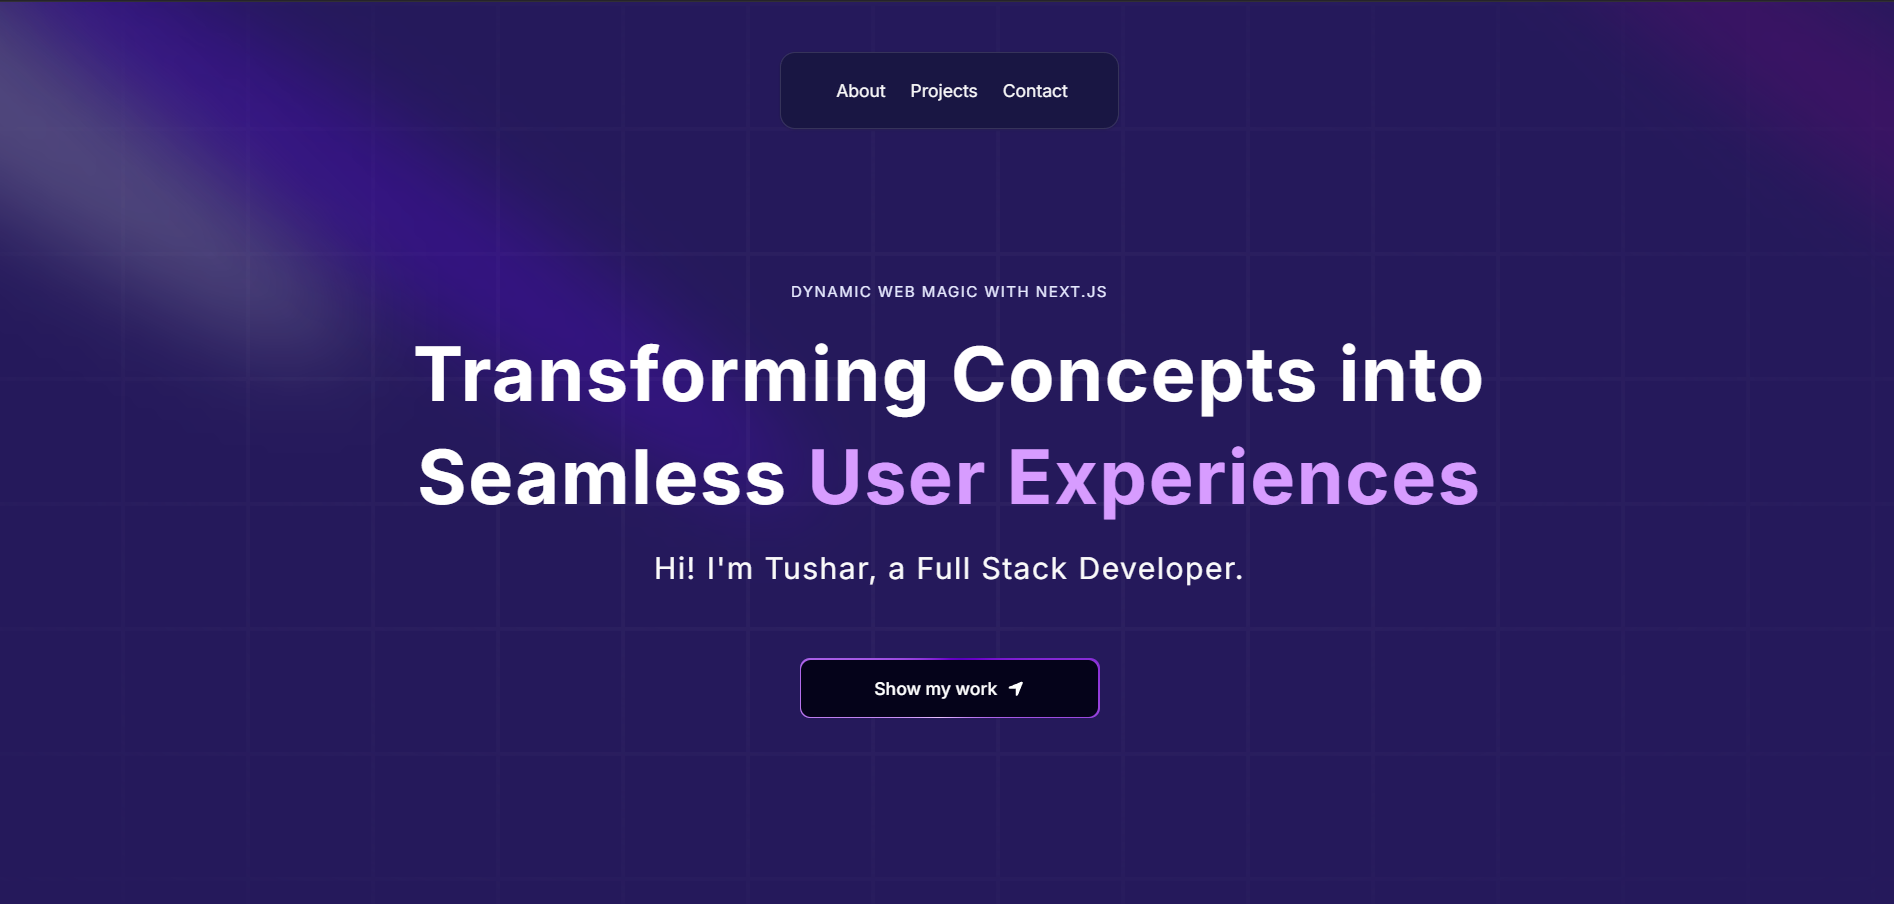 About Projects Contact
DYNAMIC WEB MAGIC WITH NEXT.JS
Transforming Concepts into
Seamless User Experiences
Hi! I'm Tushar, a Full Stack Developer.
Show my work